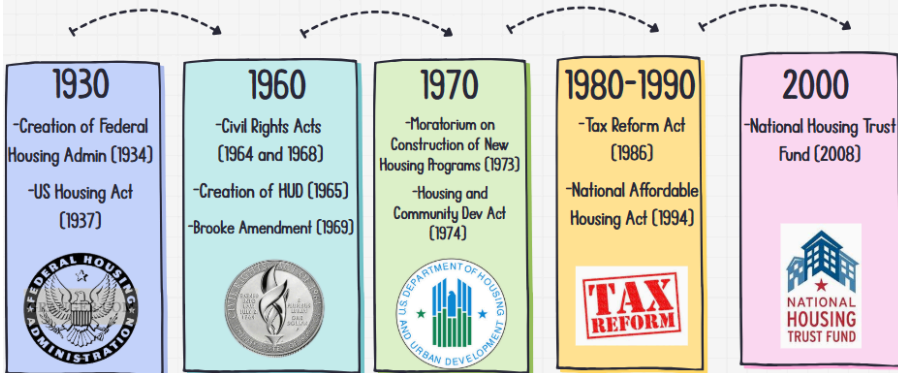 1930
-Creation of Federal
Housing Admin (1934)
-US Housing Act
(1937)
FEDERAL HOUSING
ADMINISTRATION
1960
-Civil Rights Acts
(1964 and 1968)
-Creation of HUD (1965)
-Brooke Amendment (1969)
1970
-Moratorium on
Construction of New
Housing Programs (1973)
-Housing and
Community Dev Act
(1974)
U.S. DEPARTMENT OF HOUSING
AND URBAN DEVELOPMENT
1980-1990
-Tax Reform Act
(1986)
-National Affordable
Housing Act (1994)
TAX
REFORM
2000
-National Housing Trust
Fund (2008)
NATIONAL
HOUSING
TRUST FUND